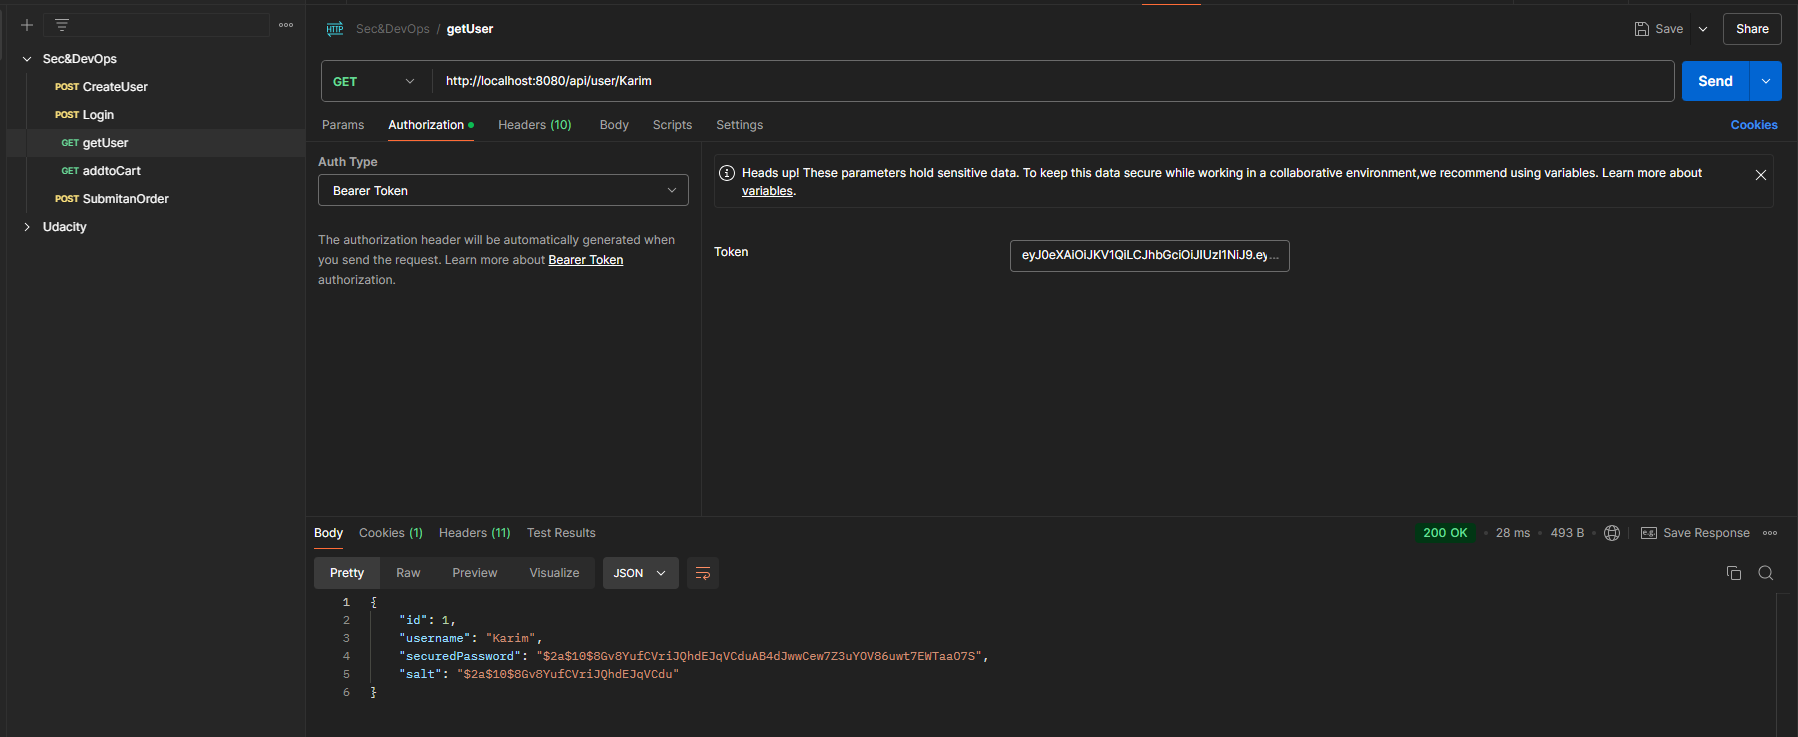 Sec&DevOps
POST CreateUser
POST Login
GET getUser
GET addtoCart
POST SubmitanOrder
Udacity
HTTP Sec&DevOps / getUser
Save
Share
GET http://localhost:8080/api/user/Karim
Send
Params Authorization Headers (10) Body Scripts Settings
Cookies
Auth Type
Bearer Token
The authorization header will be automatically generated when
you send the request. Learn more about Bearer Token
authorization.
Heads up! These parameters hold sensitive data. To keep this data secure while working in a collaborative environment,we recommend using variables. Learn more about
variables.
Token
eyJ0eXAiOiJKV1QiLCJhbGciOiJIUzI1NiJ9.ey...
Body Cookies (1) Headers (11) Test Results
200 OK • 28 ms • 493 B
e.g. Save Response
Pretty Raw Preview Visualize JSON
1 {
2 "id": 1,
3 "username": "Karim",
4 "securedPassword": "$2a$10$8Gv8YufCVriJQhdEJqVCduAB4dJwwCew7Z3uYOV86uwt7EWTaaO7S",
5 "salt": "$2a$10$8Gv8YufCVriJQhdEJqVCdu"
6 }